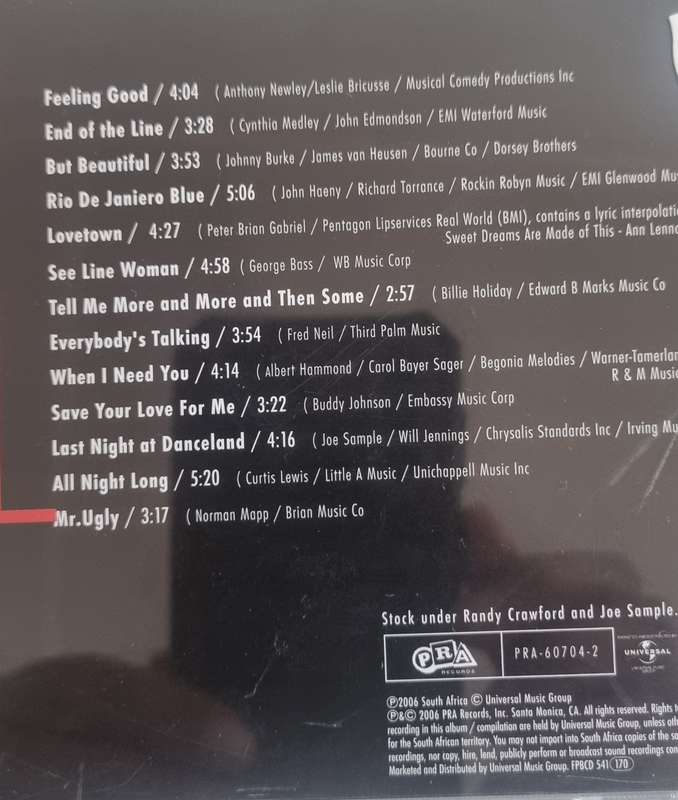 Feeling Good / 4:04 ( Anthony Newley/Leslie Bricusse / Musical Comedy Productions Inc
End of the Line / 3:28 ( Cynthia Medley / John Edmondson / EMI Waterford Music
But Beautiful / 3:53 ( Johnny Burke / James van Heusen / Bourne Co / Dorsey Brothers
Rio De Janiero Blue / 5:06 ( John Haeny / Richard Torrance / Rockin Robyn Music / EMI Glenwood Mu
Lovetown / 4:27 ( Peter Brian Gabriel / Pentagon Lipservices Real World (BMI), contains a lyric interpolati
Sweet Dreams Are Made of This - Ann Lenno
See Line Woman / 4:58 ( George Bass / WB Music Corp
Tell Me More and More and Then Some / 2:57 ( Billie Holiday / Edward B Marks Music Co
Everybody's Talking / 3:54 ( Fred Neil / Third Palm Music
When I Need You / 4:14 ( Albert Hammond / Carol Bayer Sager / Begonia Melodies / Warner-Tamerlan
R & M Music
Save Your Love For Me / 3:22 ( Buddy Johnson / Embassy Music Corp
Last Night at Danceland / 4:16 ( Joe Sample / Will Jennings / Chrysalis Standards Inc / Irving Mu
All Night Long / 5:20 ( Curtis Lewis / Little A Music / Unichappell Music Inc
Mr.Ugly / 3:17 ( Norman Mapp / Brian Music Co
Stock under Randy Crawford and Joe Sample.
PRA
RECORDS
PRA-60704-2
UNIVERSAL
℗2006 South Africa © Universal Music Group
℗&© 2006 PRA Records, Inc. Santa Monica, CA. All rights reserved. Rights t
recording in this album / compilation are held by Universal Music Group, unless oth
for the South African territory. You may not import into South Africa copies of the so
recordings, nor copy, hire, lend, publicly perform or broadcast sound recordings con
Marketed and Distributed by Universal Music Group. FPBCD 541 170